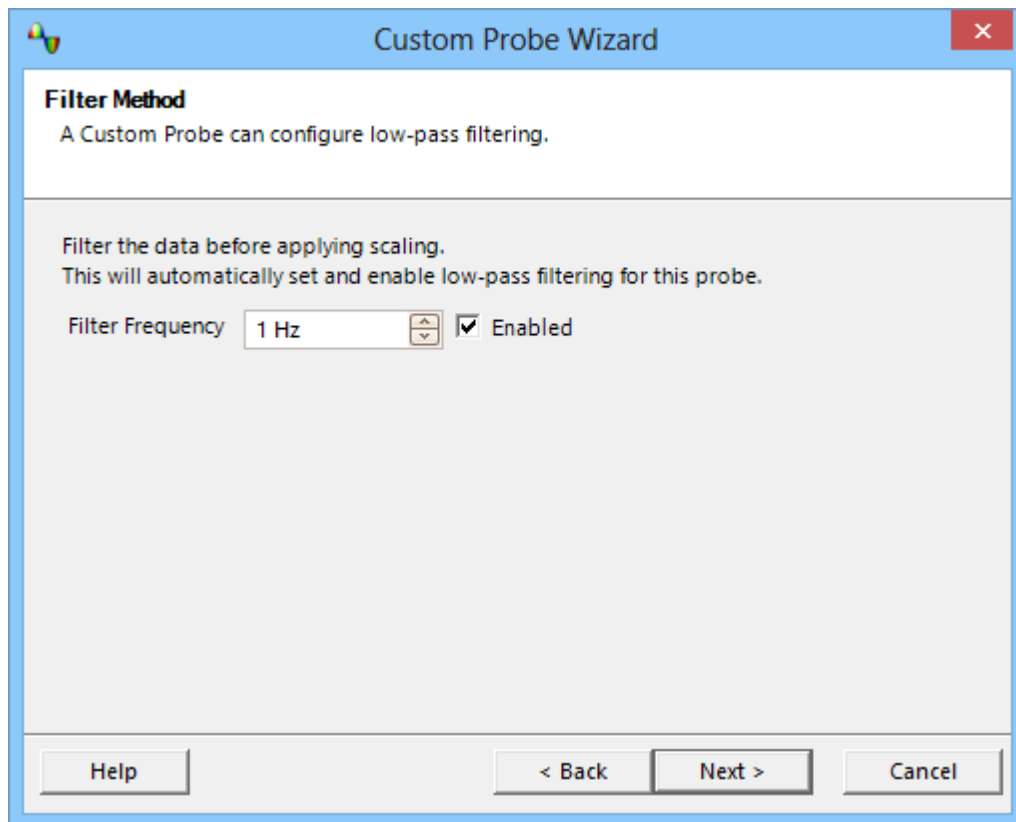 Custom Probe Wizard
Filter Method
A Custom Probe can configure low-pass filtering.
Filter the data before applying scaling.
This will automatically set and enable low-pass filtering for this probe.
Filter Frequency 1 Hz Enabled
Help < Back Next > Cancel